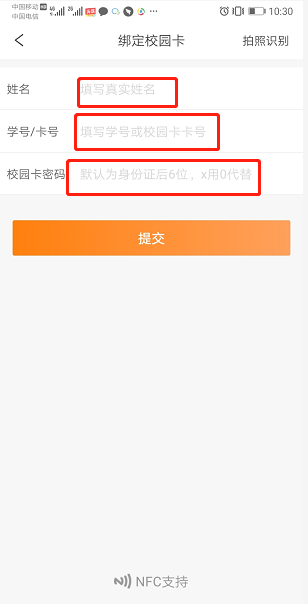 中国移动 HD 10:30
中国电信
绑定校园卡 拍照识别
姓名 填写真实姓名
学号/卡号 填写学号或校园卡卡号
校园卡密码 默认为身份证后6位，x用0代替
提交
NFC支持